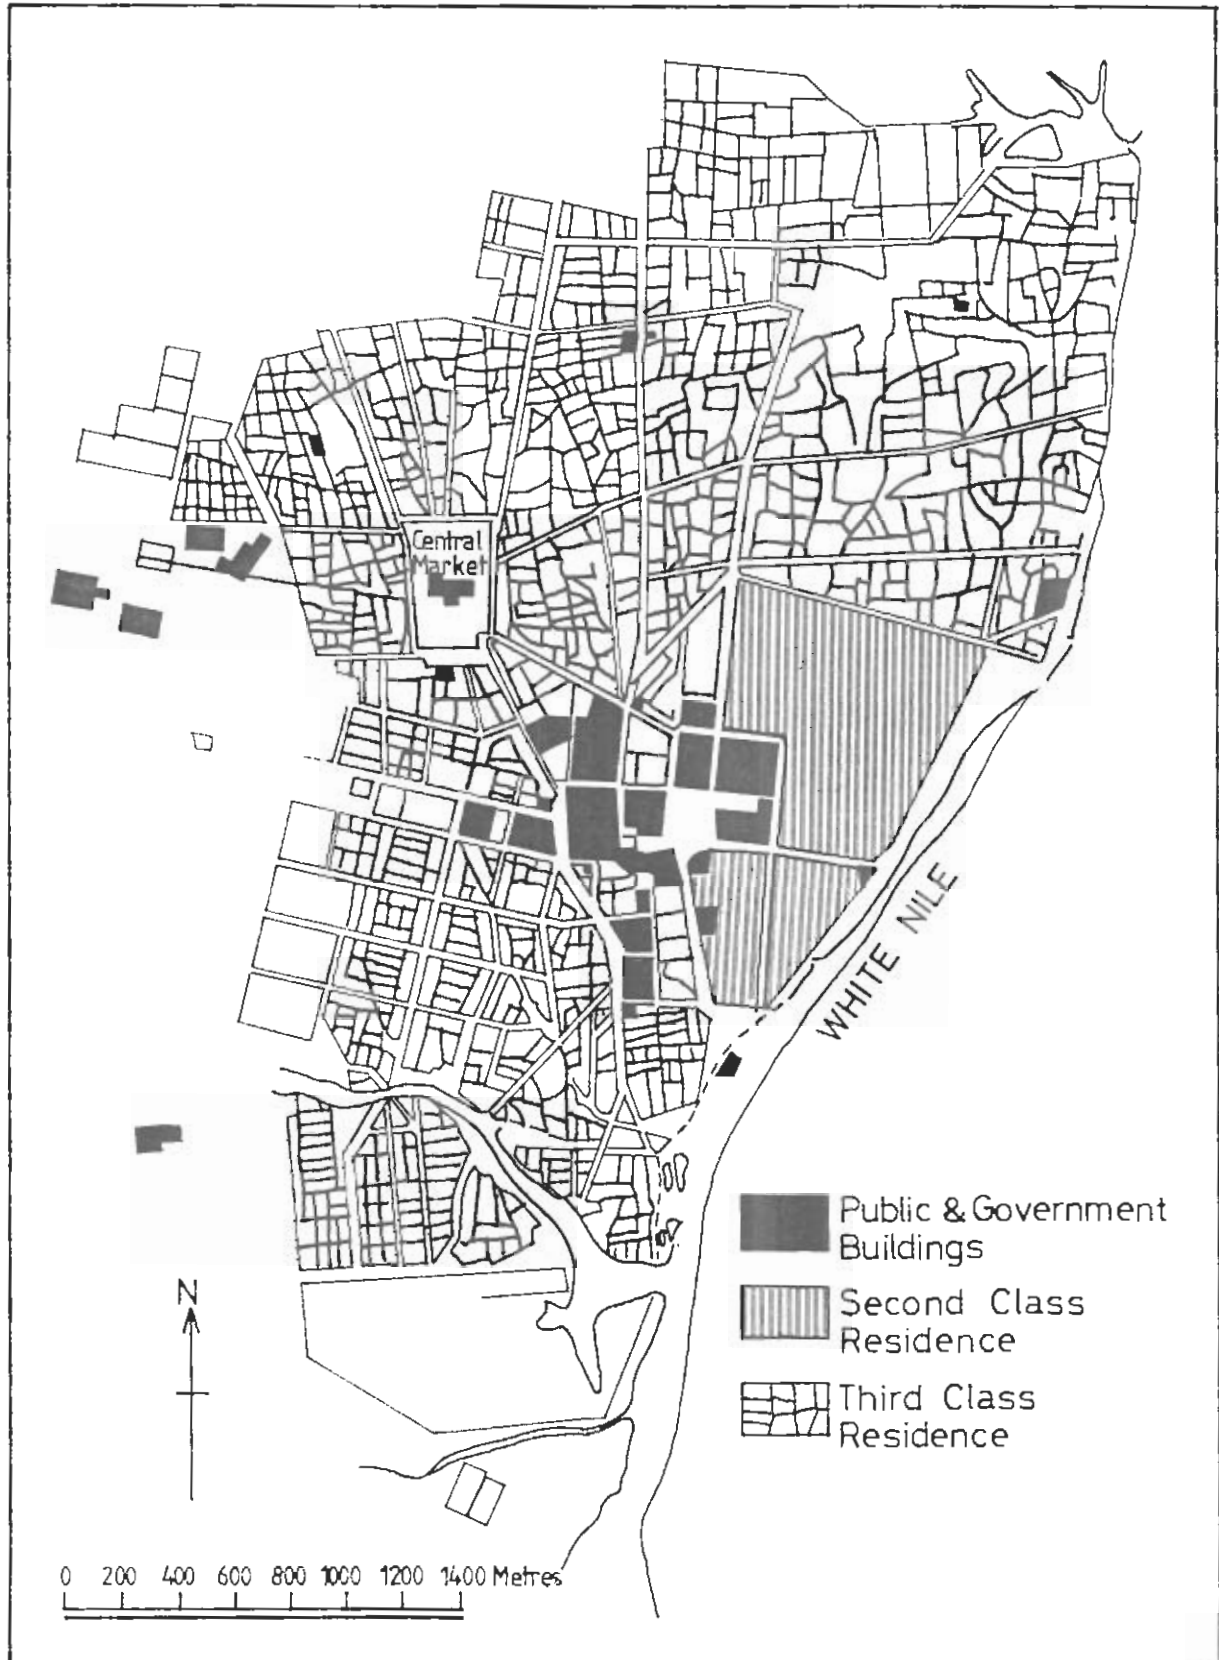 Central
Market
WHITE NILE
Public & Government
Buildings
Second Class
Residence
Third Class
Residence
N
0 200 400 600 800 1000 1200 1400 Metres